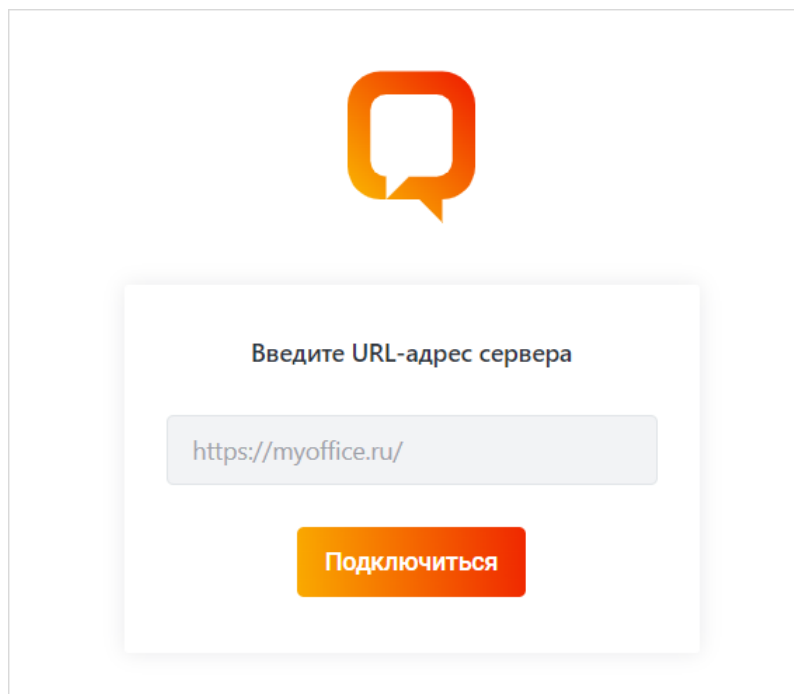 Введите URL-адрес сервера
https://myoffice.ru/
Подключиться